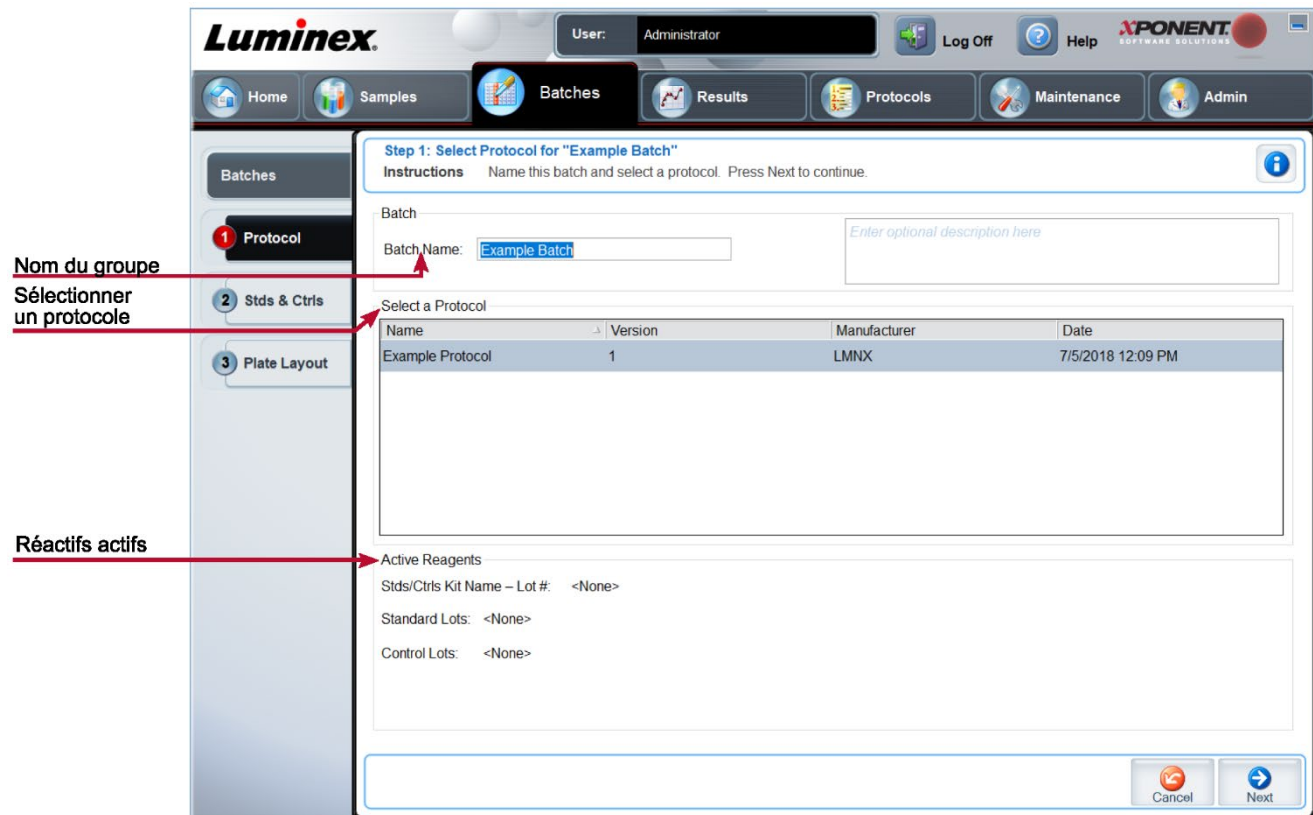 Luminex.
User: Administrator
Log Off
Help
XPONENT.
SOFTWARE SOLUTIONS
Home
Samples
Batches
Results
Protocols
Maintenance
Admin
Batches
1 Protocol
2 Stds & Ctrls
3 Plate Layout
Nom du groupe
Sélectionner
un protocole
Réactifs actifs
Step 1: Select Protocol for "Example Batch"
Instructions Name this batch and select a protocol. Press Next to continue.
Batch
Batch Name: Example Batch
Enter optional description here
Select a Protocol
Name Version Manufacturer Date
Example Protocol 1 LMNX 7/5/2018 12:09 PM
Active Reagents
Stds/Ctrls Kit Name – Lot #: <None>
Standard Lots: <None>
Control Lots: <None>
Cancel
Next